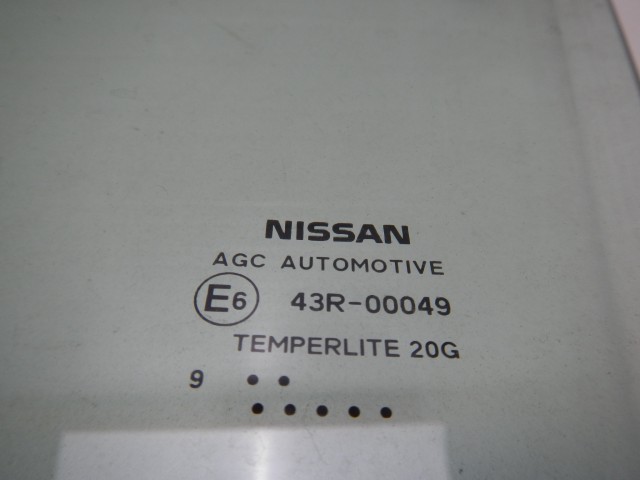 NISSAN
AGC AUTOMOTIVE
E6 43R-00049
TEMPERLITE 20G
9 ••
•••••